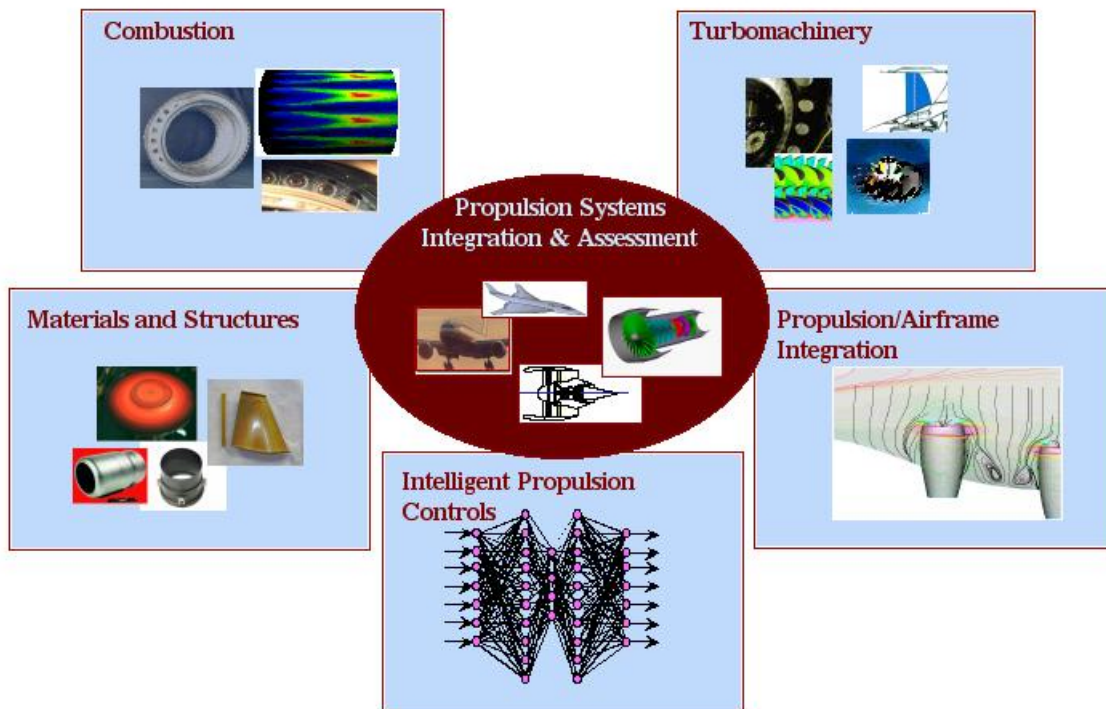 Combustion
Turbomachinery
Propulsion Systems
Integration & Assessment
Materials and Structures
Propulsion/Airframe
Integration
Intelligent Propulsion
Controls